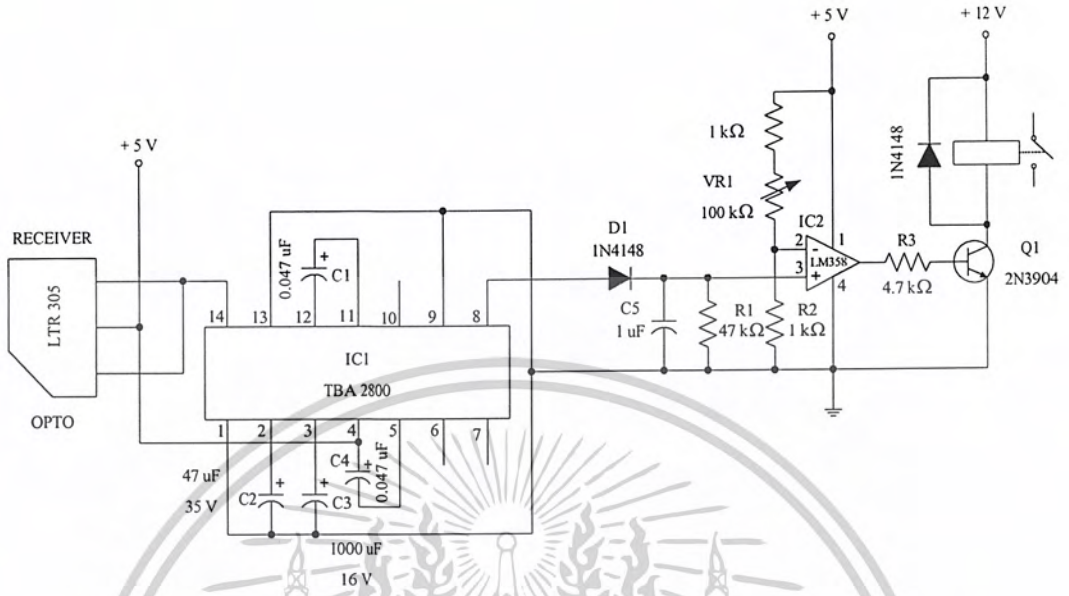 + 5 V
+ 12 V
1 kΩ
VR1
100 kΩ
1N4148
+ 5 V
RECEIVER
LTR 305
OPTO
0.047 uF
+
C1
14
13
12
11
10
9
8
IC1
TBA 2800
1
2
3
4
5
6
7
47 uF
35 V
C2
+
C3
+
C4
+
0.047 uF
1000 uF
16 V
D1
1N4148
C5
1 uF
R1
47 kΩ
R2
1 kΩ
IC2
2
-
3
+
LM358
1
4
R3
4.7 kΩ
Q1
2N3904